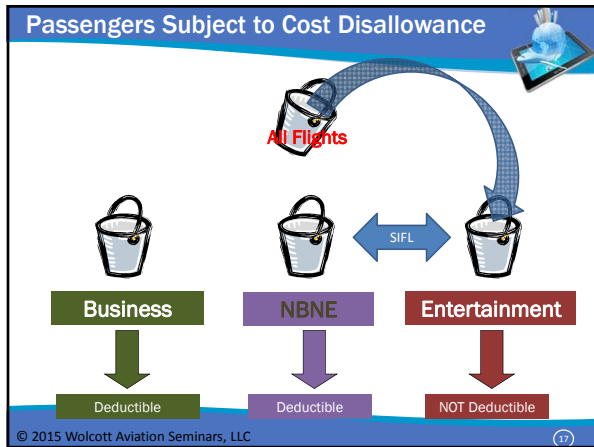 Passengers Subject to Cost Disallowance
All Flights
SIFL
Business
NBNE
Entertainment
Deductible
Deductible
NOT Deductible
© 2015 Wolcott Aviation Seminars, LLC
17